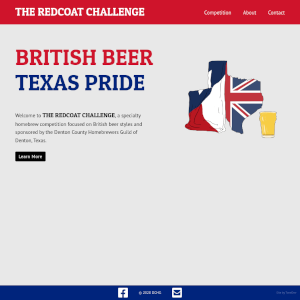 THE REDCOAT CHALLENGE
Competition About Contact
BRITISH BEER
TEXAS PRIDE
Welcome to THE REDCOAT CHALLENGE, a specialty
homebrew competition focused on British beer styles and
sponsored by the Denton County Homebrewers Guild of
Denton, Texas.
Learn More
© 2020 DCHG